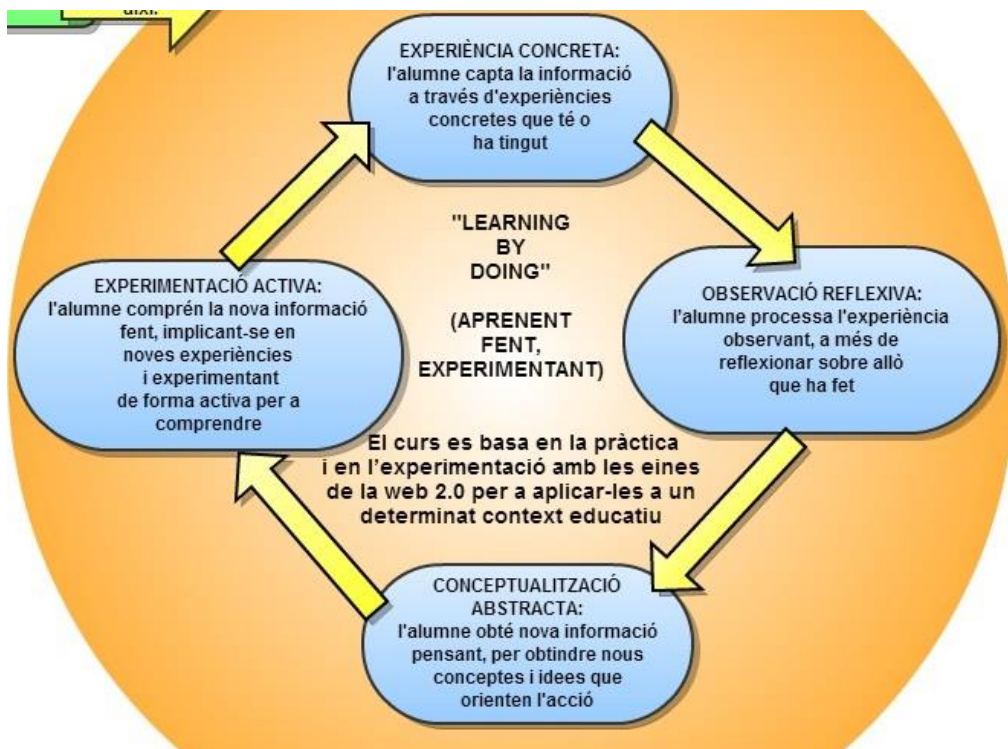 EXPERIÈNCIA CONCRETA:
l'alumne capta la informació
a través d'experiències
concretes que té o
ha tingut
"LEARNING
BY
DOING"
(APRENENT
FENT,
EXPERIMENTANT)
EXPERIMENTACIÓ ACTIVA:
l'alumne comprén la nova informació
fent, implicant-se en
noves experiències
i experimentant
de forma activa per a
comprendre
OBSERVACIÓ REFLEXIVA:
l'alumne processa l'experiència
observant, a més de
reflexionar sobre allò
que ha fet
El curs es basa en la pràctica
i en l'experimentació amb les eines
de la web 2.0 per a aplicar-les a un
determinat context educatiu
CONCEPTUALITZACIÓ
ABSTRACTA:
l'alumne obté nova informació
pensant, per obtindre nous
conceptes i idees que
orienten l'acció